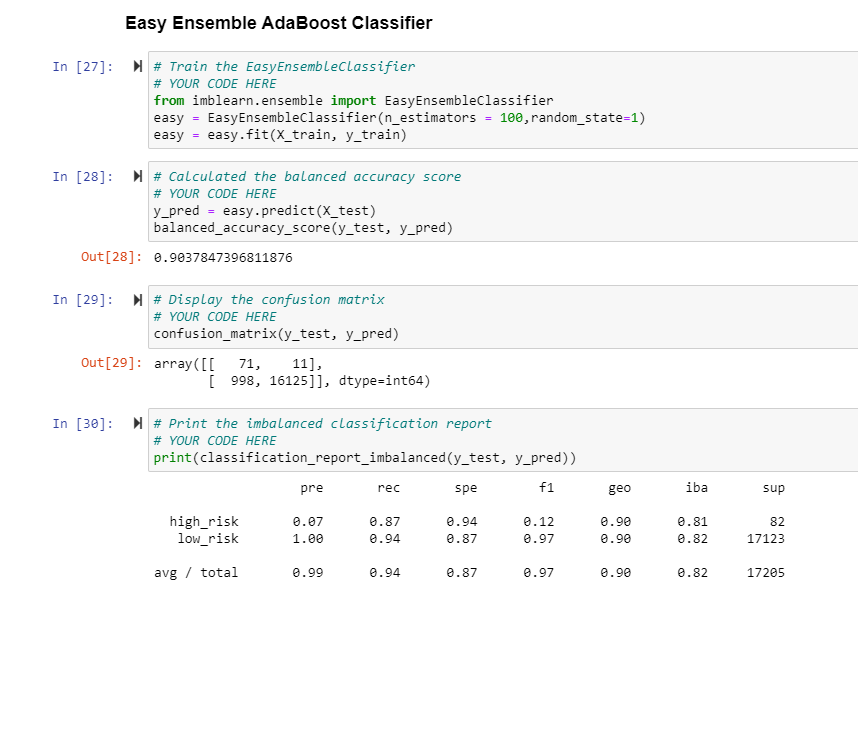 Easy Ensemble AdaBoost Classifier
In [27]: # Train the EasyEnsembleClassifier
# YOUR CODE HERE
from imblearn.ensemble import EasyEnsembleClassifier
easy = EasyEnsembleClassifier(n_estimators = 100,random_state=1)
easy = easy.fit(X_train, y_train)
In [28]: # Calculated the balanced accuracy score
# YOUR CODE HERE
y_pred = easy.predict(X_test)
balanced_accuracy_score(y_test, y_pred)
Out[28]: 0.9037847396811876
In [29]: # Display the confusion matrix
# YOUR CODE HERE
confusion_matrix(y_test, y_pred)
Out[29]: array([[   71,    11],
       [  998, 16125]], dtype=int64)
In [30]: # Print the imbalanced classification report
# YOUR CODE HERE
print(classification_report_imbalanced(y_test, y_pred))
pre rec spe f1 geo iba sup
high_risk 0.07 0.87 0.94 0.12 0.90 0.81 82
low_risk 1.00 0.94 0.87 0.97 0.90 0.82 17123
avg / total 0.99 0.94 0.87 0.97 0.90 0.82 17205